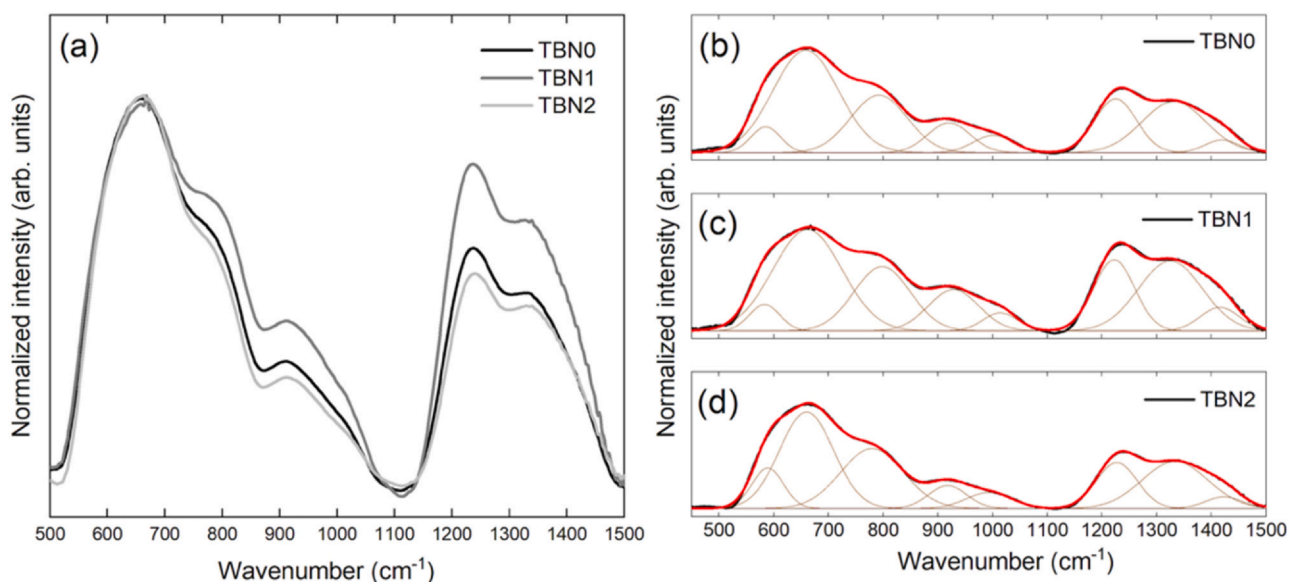 (a)
TBN0
TBN1
TBN2
Normalized intensity (arb. units)
500 600 700 800 900 1000 1100 1200 1300 1400 1500
Wavenumber (cm⁻¹)
(b)
TBN0
(c)
TBN1
(d)
TBN2
Normalized intensity (arb. units)
500 600 700 800 900 1000 1100 1200 1300 1400 1500
Wavenumber (cm⁻¹)